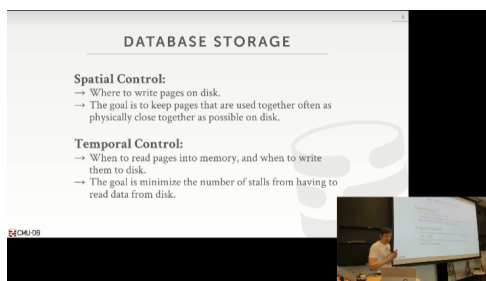 DATABASE STORAGE
Spatial Control:
→ Where to write pages on disk.
→ The goal is to keep pages that are used together often as
physically close together as possible on disk.
Temporal Control:
→ When to read pages into memory, and when to write
them to disk.
→ The goal is minimize the number of stalls from having to
read data from disk.
CMU·DB